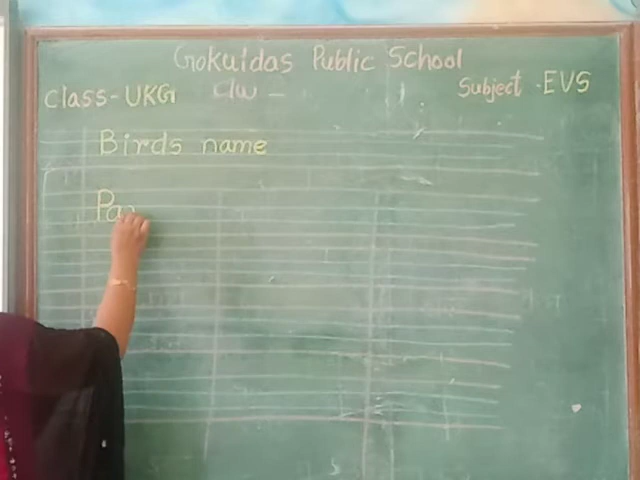 Gokuldas Public School
Class-UKG C/W - Subject -EVS
Birds name
Pa